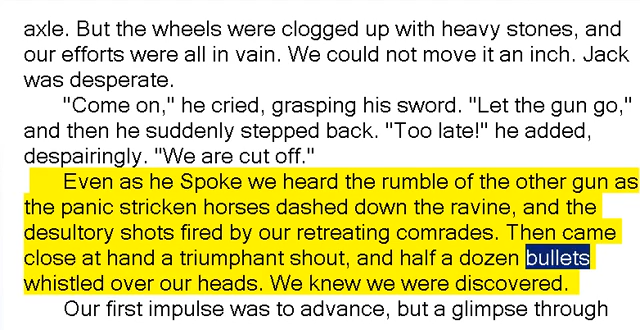 axle. But the wheels were clogged up with heavy stones, and
our efforts were all in vain. We could not move it an inch. Jack
was desperate.
"Come on," he cried, grasping his sword. "Let the gun go,"
and then he suddenly stepped back. "Too late!" he added,
despairingly. "We are cut off."
Even as he Spoke we heard the rumble of the other gun as
the panic stricken horses dashed down the ravine, and the
desultory shots fired by our retreating comrades. Then came
close at hand a triumphant shout, and half a dozen bullets
whistled over our heads. We knew we were discovered.
Our first impulse was to advance, but a glimpse through